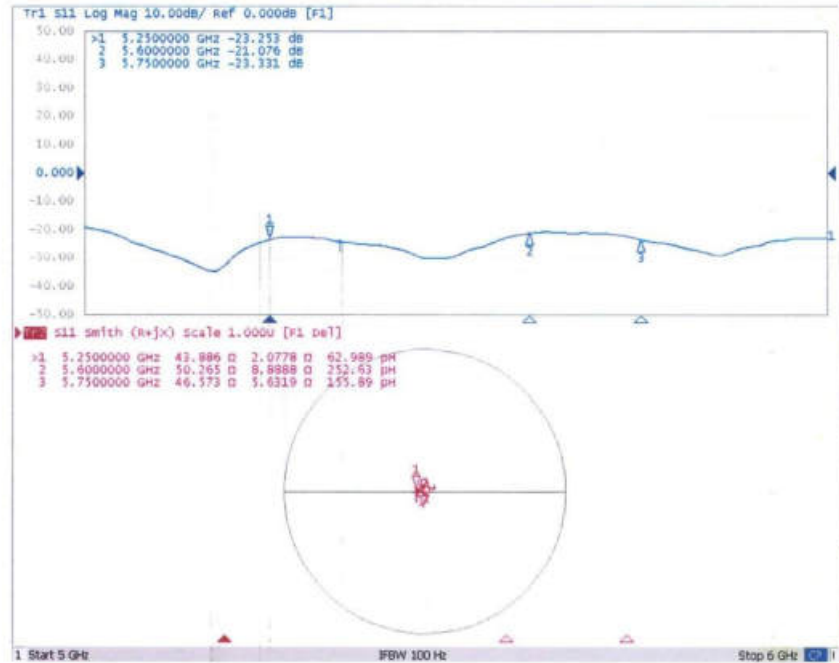 Tr1 S11 Log Mag 10.00dB/ Ref 0.000dB [F1]
50.00
>1 5.2500000 GHz -23.253 dB
2 5.6000000 GHz -21.076 dB
3 5.7500000 GHz -23.331 dB
40.00
30.00
20.00
10.00
0.000
-10.00
-20.00
-30.00
-40.00
-50.00
1
2
3
1
S11 Smith (R+jX) Scale 1.000U [F1 Del]
>1 5.2500000 GHz 43.886 Ω 2.0778 Ω 62.989 pH
2 5.6000000 GHz 50.265 Ω 8.8888 Ω 252.63 pH
3 5.7500000 GHz 46.573 Ω 5.6319 Ω 155.89 pH
1 Start 5 GHz IFBW 100 Hz Stop 6 GHz